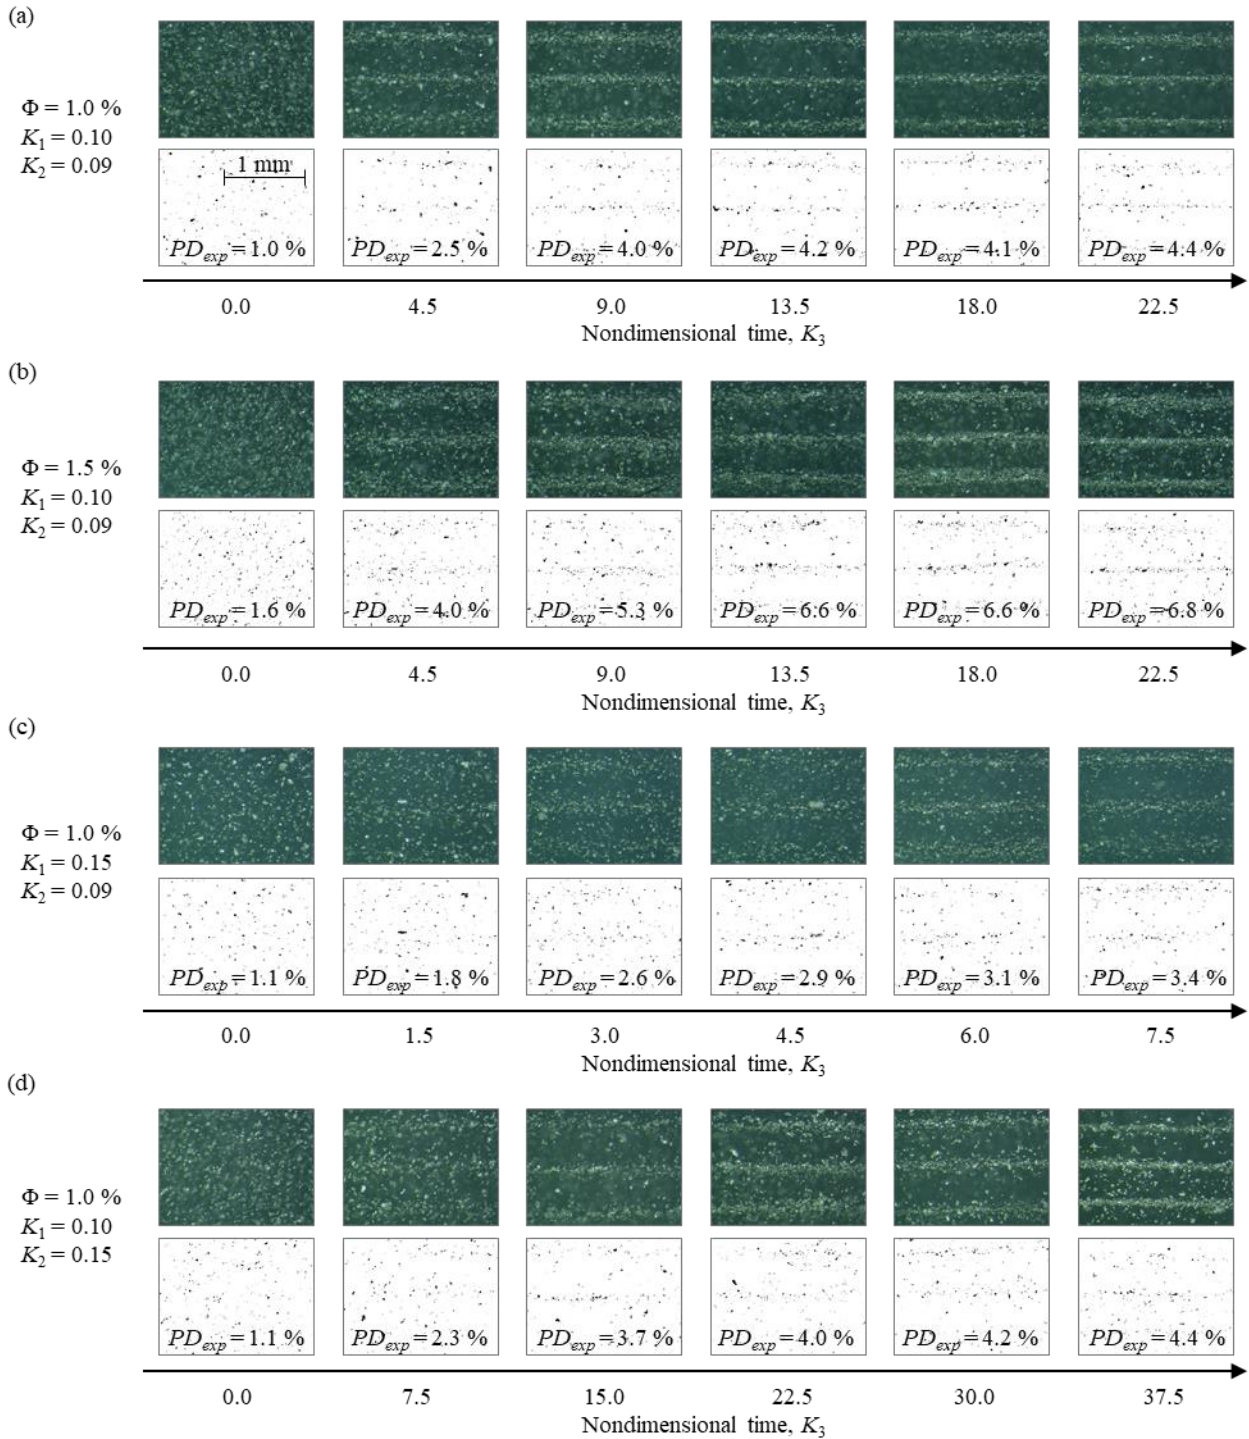 (a)
Φ = 1.0 %
K1 = 0.10
K2 = 0.09
1 mm
PDexp = 1.0 % PDexp = 2.5 % PDexp = 4.0 % PDexp = 4.2 % PDexp = 4.1 % PDexp = 4.4 %
0.0 4.5 9.0 13.5 18.0 22.5
Nondimensional time, K3
(b)
Φ = 1.5 %
K1 = 0.10
K2 = 0.09
PDexp = 1.6 % PDexp = 4.0 % PDexp = 5.3 % PDexp = 6.6 % PDexp = 6.6 % PDexp = 6.8 %
0.0 4.5 9.0 13.5 18.0 22.5
Nondimensional time, K3
(c)
Φ = 1.0 %
K1 = 0.15
K2 = 0.09
PDexp = 1.1 % PDexp = 1.8 % PDexp = 2.6 % PDexp = 2.9 % PDexp = 3.1 % PDexp = 3.4 %
0.0 1.5 3.0 4.5 6.0 7.5
Nondimensional time, K3
(d)
Φ = 1.0 %
K1 = 0.10
K2 = 0.15
PDexp = 1.1 % PDexp = 2.3 % PDexp = 3.7 % PDexp = 4.0 % PDexp = 4.2 % PDexp = 4.4 %
0.0 7.5 15.0 22.5 30.0 37.5
Nondimensional time, K3